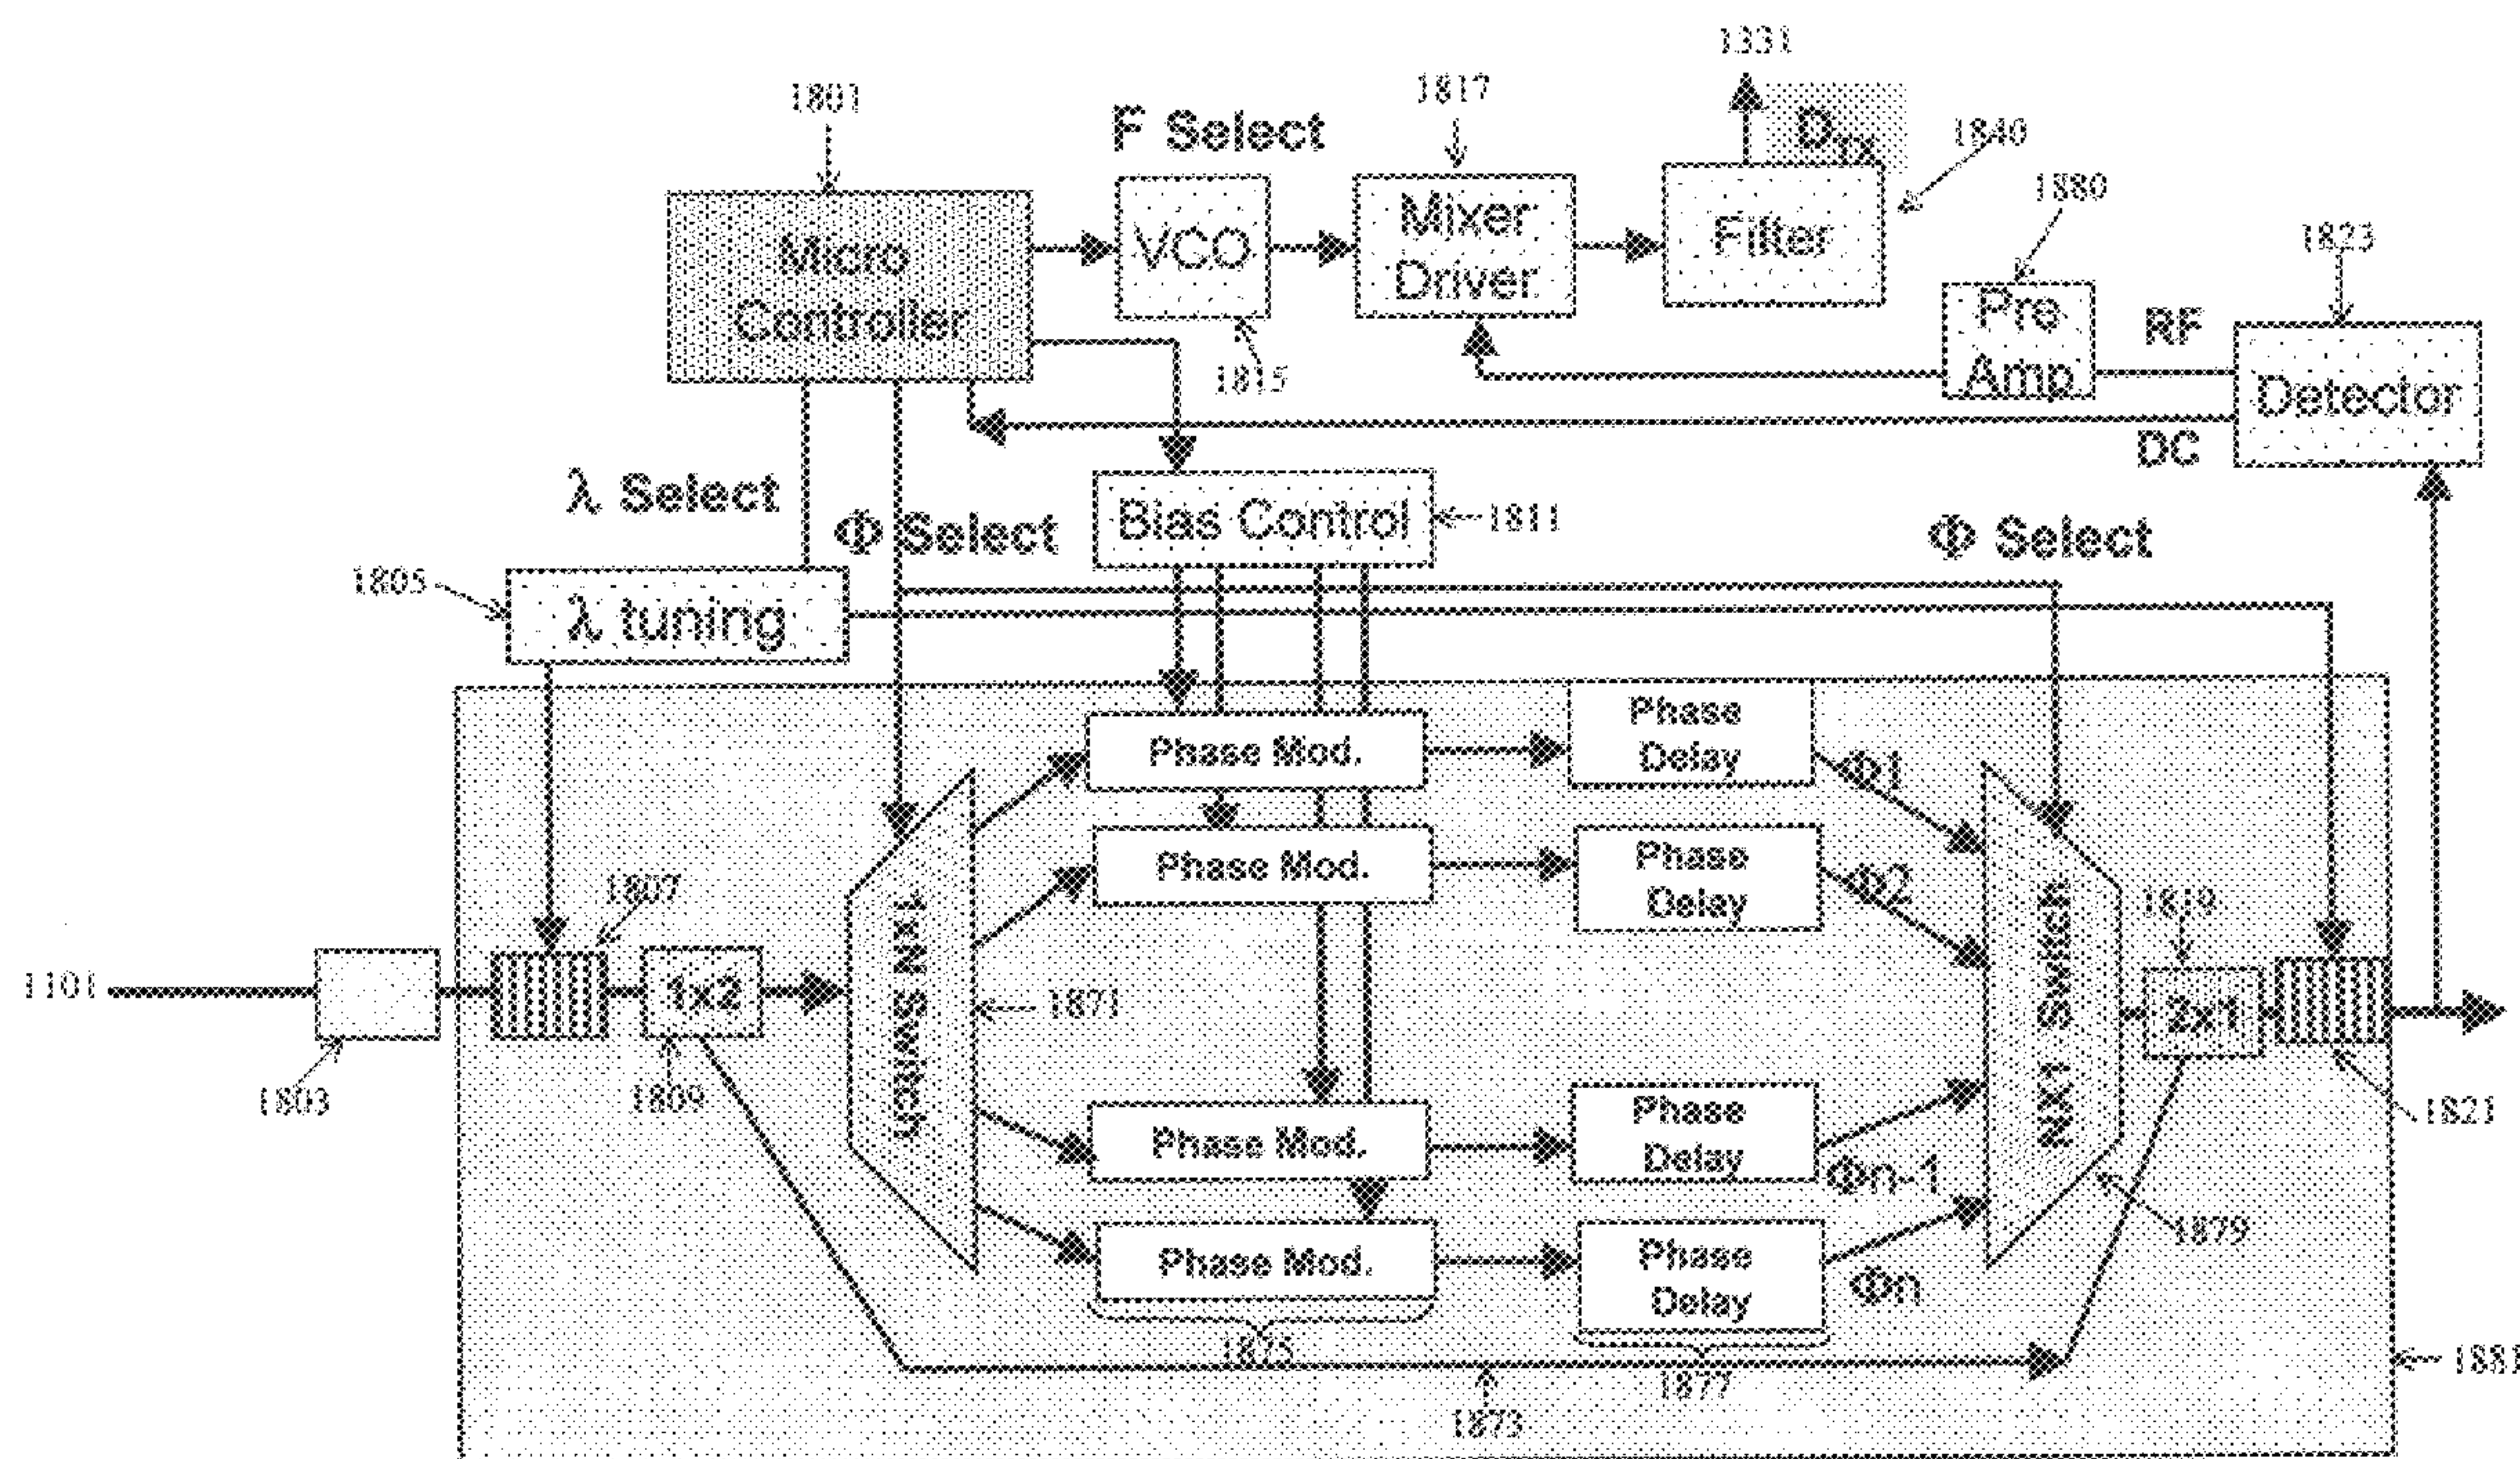 1331
1801
F Select
1817
D_TX
1840
1880
1823
Micro
Controller
VCO
Mixer
Driver
Filter
Pre
Amp
RF
Detector
1815
DC
λ Select
Φ Select
Bias Control
1811
Φ Select
1805
λ tuning
Phase Mod.
Phase
Delay
Φ1
Phase Mod.
Phase
Delay
Φ2
1807
1819
1101
1x2
1xN Switch
1871
NX1 Switch
2x1
1803
1809
1821
Phase Mod.
Phase
Delay
Φn-1
1879
Phase Mod.
Phase
Delay
Φn
1875
1877
1881
1873